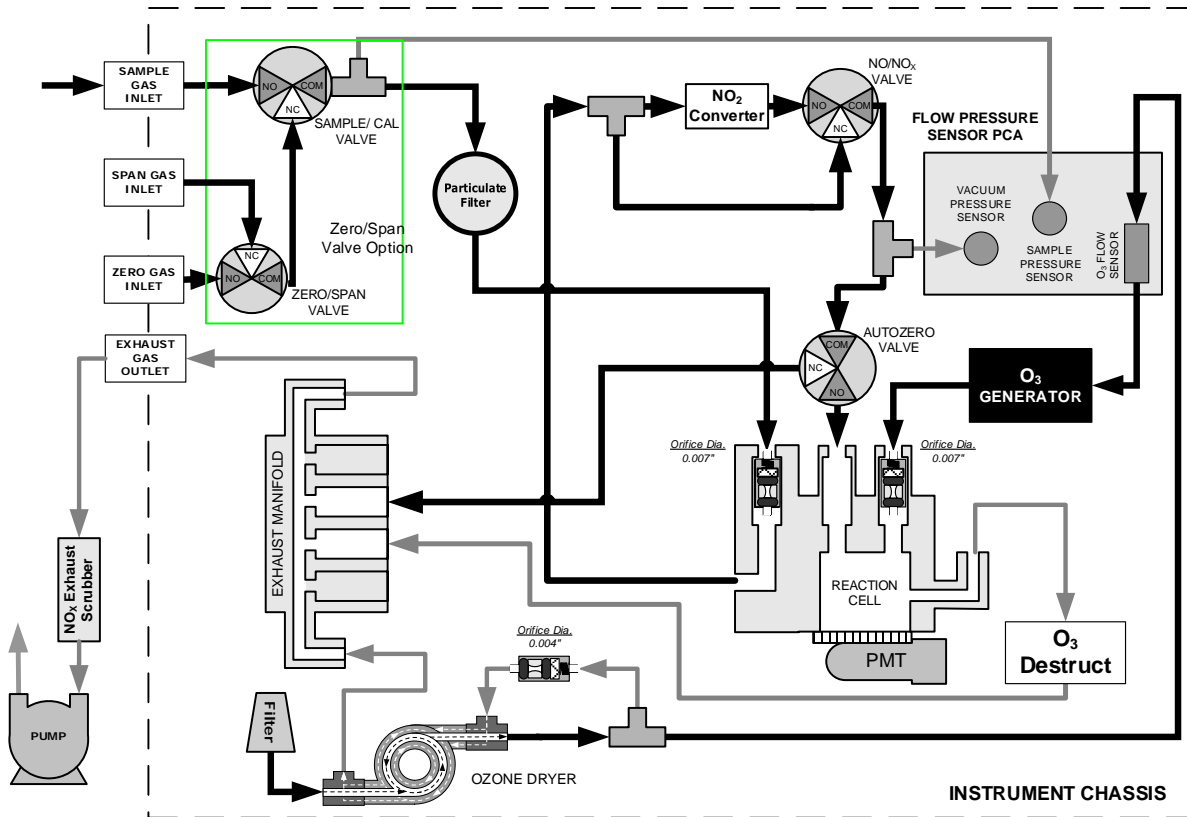 SAMPLE
GAS
INLET
NO
COM
NC
SAMPLE/ CAL
VALVE
SPAN GAS
INLET
NC
NO
COM
ZERO/SPAN
VALVE
Zero/Span
Valve Option
ZERO GAS
INLET
EXHAUST
GAS
OUTLET
Particulate
Filter
NO2
Converter
NO/NOX
VALVE
NO
COM
NC
FLOW PRESSURE
SENSOR PCA
VACUUM
PRESSURE
SENSOR
SAMPLE
PRESSURE
SENSOR
O3 FLOW
SENSOR
AUTOZERO
VALVE
COM
NC
NO
O3
GENERATOR
Orifice Dia.
0.007"
Orifice Dia.
0.007"
EXHAUST MANIFOLD
NOX Exhaust
Scrubber
REACTION
CELL
PMT
O3
Destruct
Orifice Dia.
0.004"
Filter
PUMP
OZONE DRYER
INSTRUMENT CHASSIS